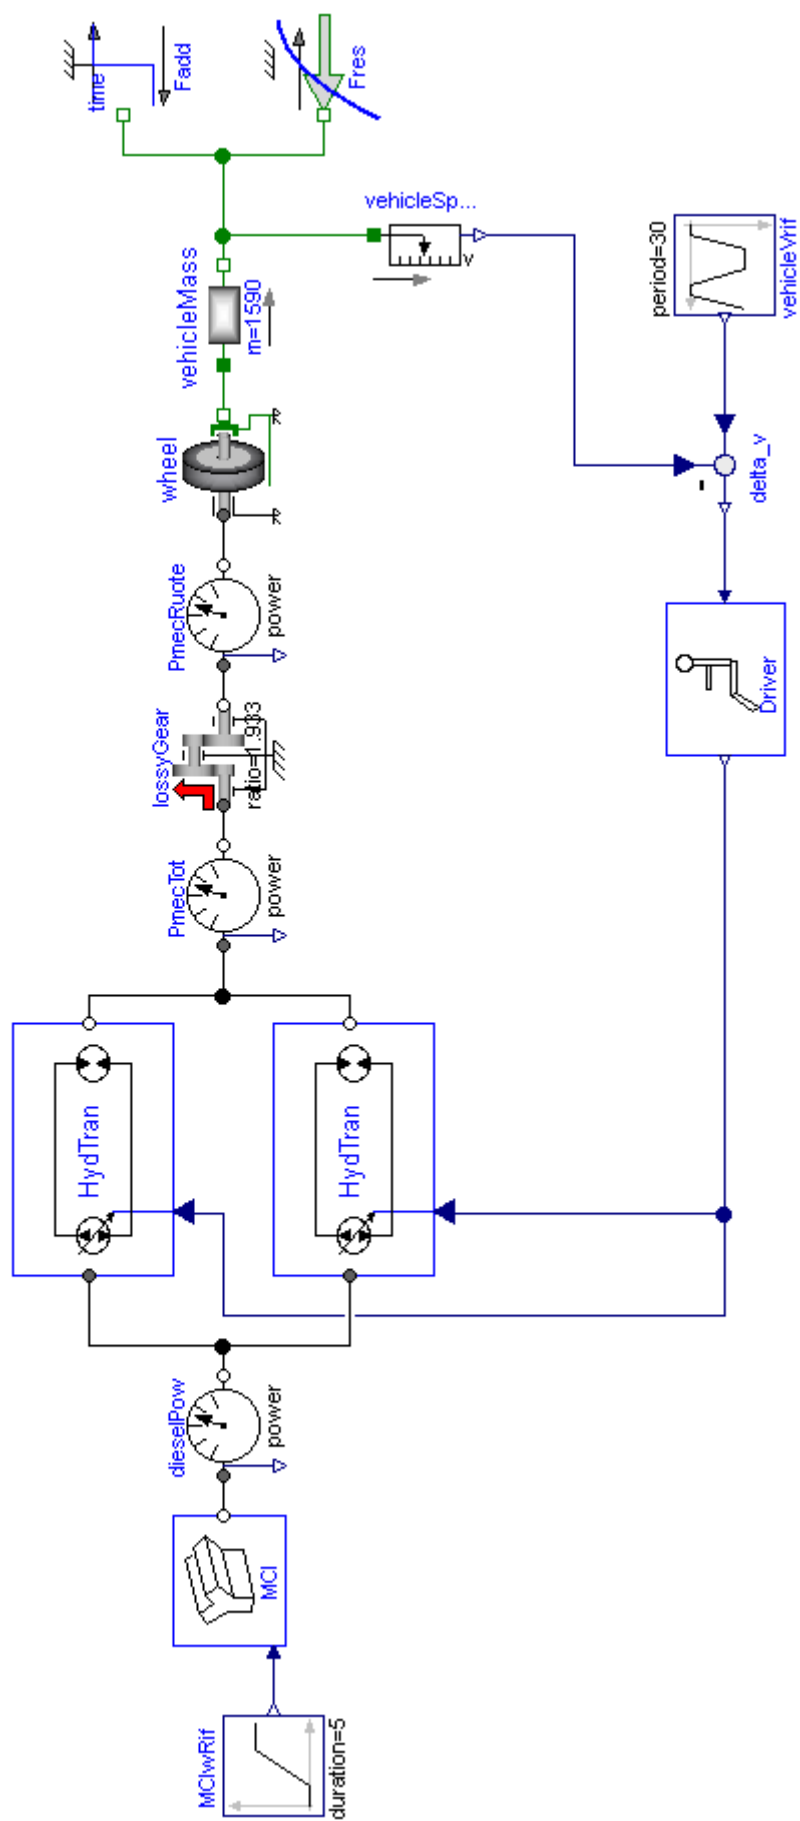 MCIwRif
duration=5
MCI
dieselPow
power
HydTran
HydTran
PmecTot
power
lossyGear
ratio=1.933
PmecRuote
power
wheel
vehicleMass
m=1590
time
Fadd
Fres
vehicleSp...
v
period=30
vehicleVrif
-
delta_v
Driver